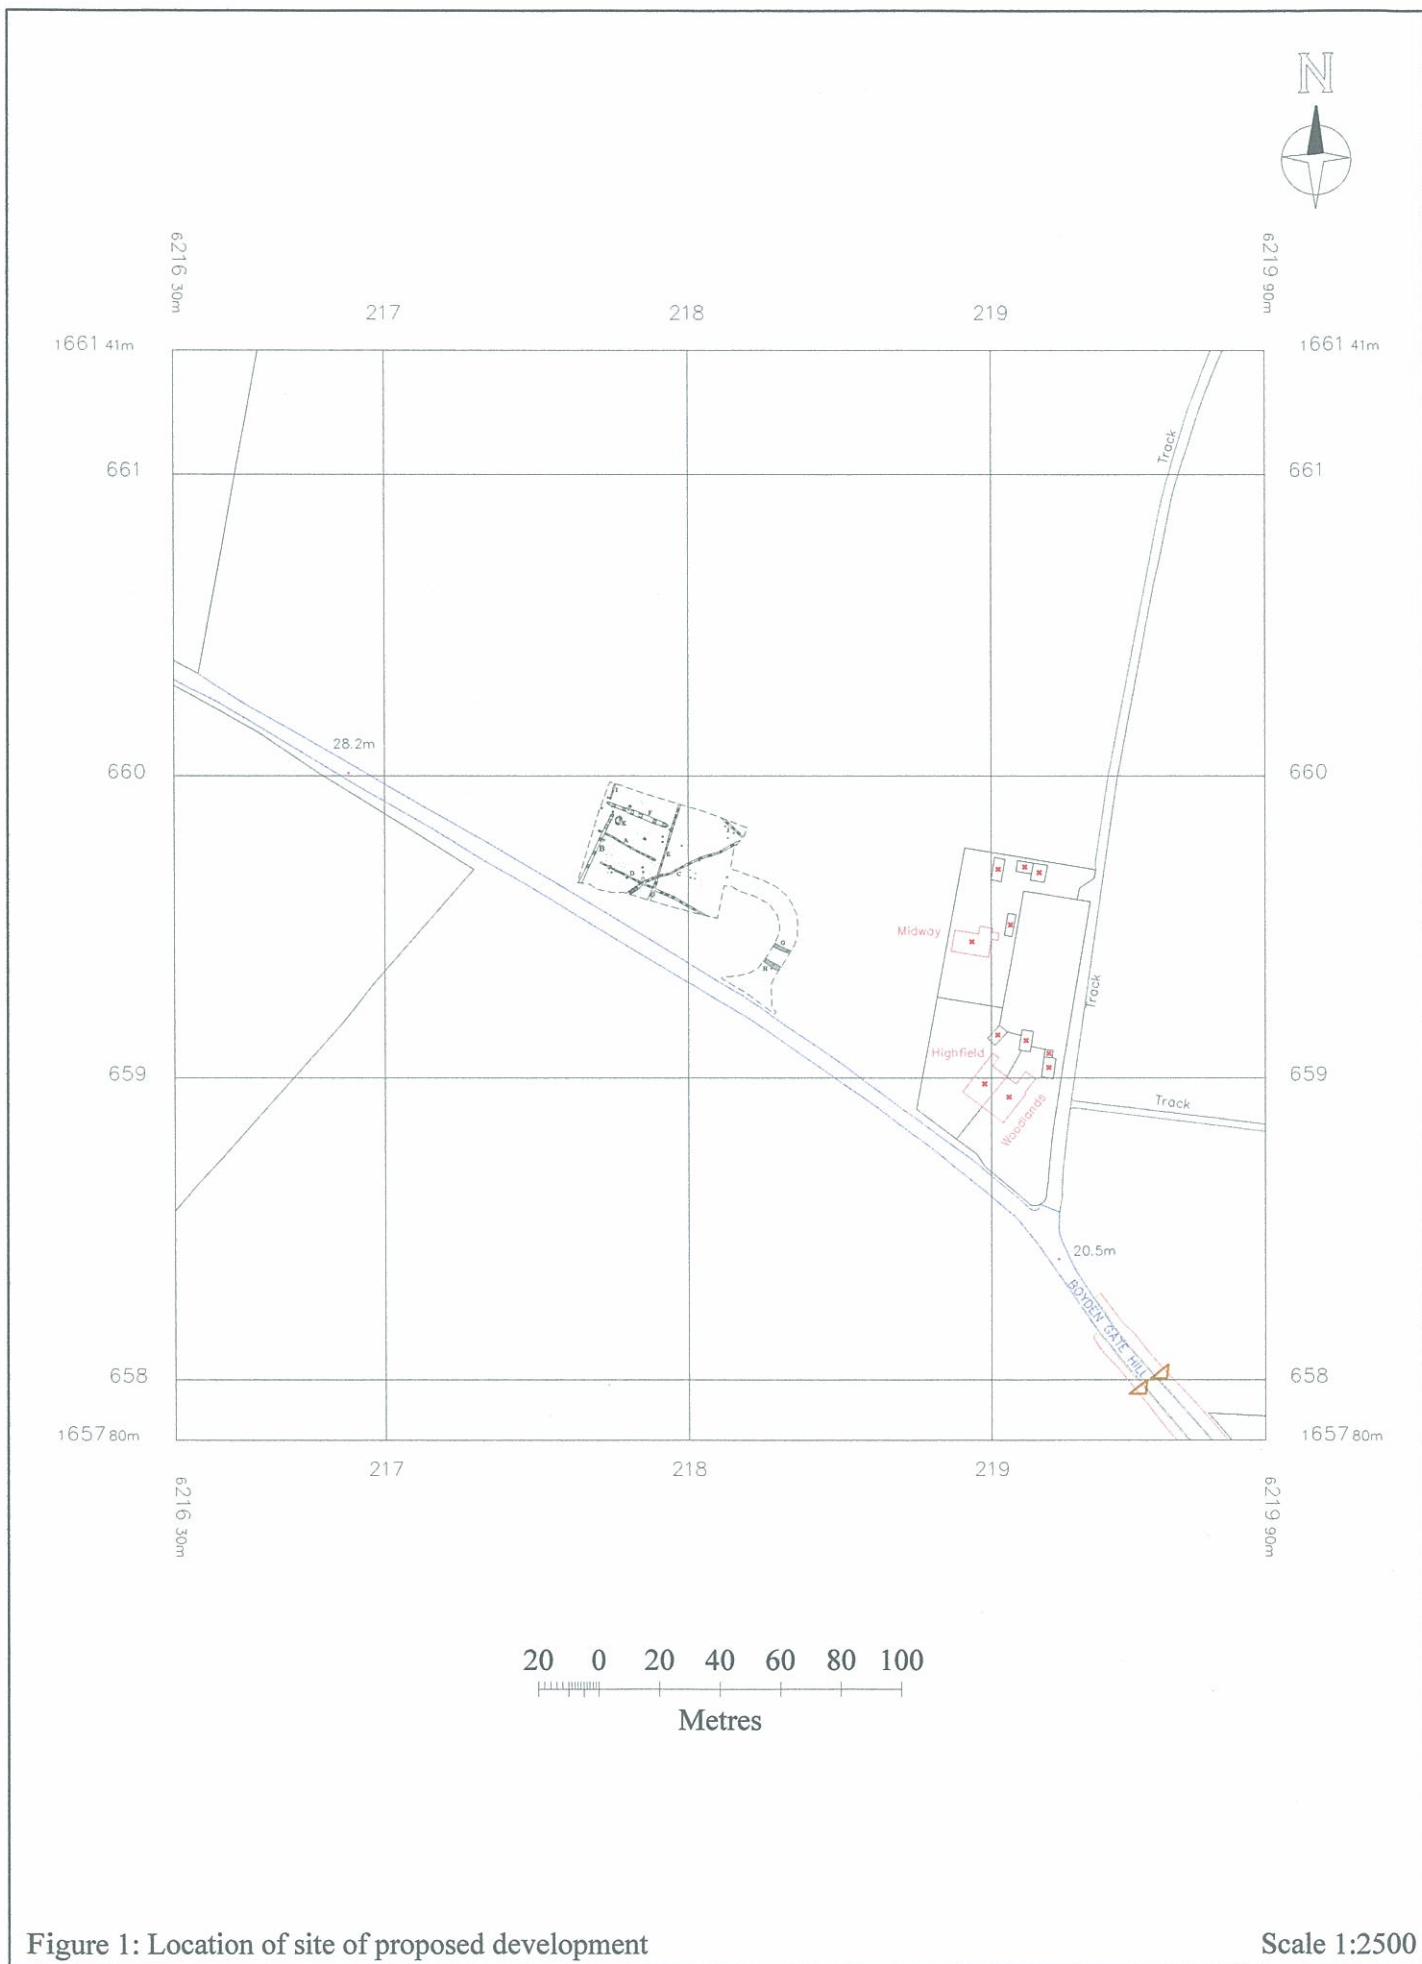 N
6216 30m
6219 90m
217 218 219
1661 41m 1661 41m
Track
661 661
28.2m
660 660
Midway
Track
Highfield
659 659
Track
Woodlands
20.5m
BOYDEN GATE HILL
658 658
1657 80m 1657 80m
217 218 219
6216 30m
6219 90m
20 0 20 40 60 80 100
Metres
Figure 1: Location of site of proposed development
Scale 1:2500